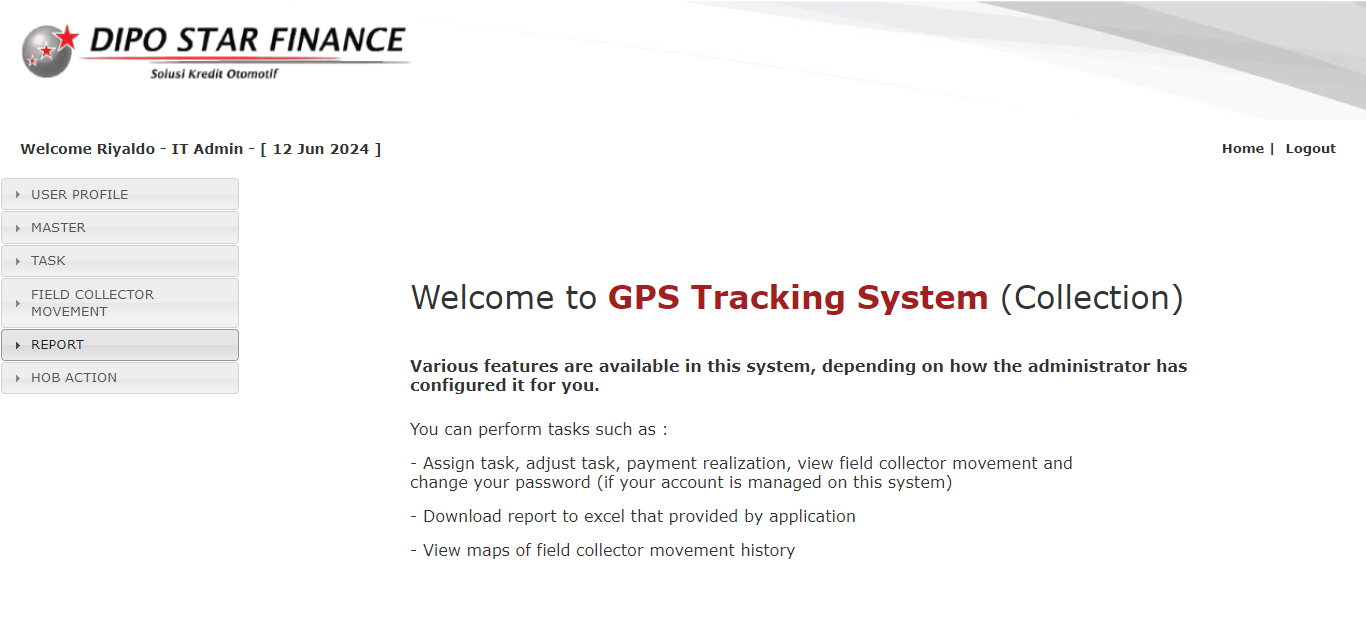 DIPO STAR FINANCE
Solusi Kredit Otomotif
Welcome Riyaldo - IT Admin - [ 12 Jun 2024 ]
Home | Logout
USER PROFILE
MASTER
TASK
FIELD COLLECTOR
MOVEMENT
REPORT
HOB ACTION
Welcome to GPS Tracking System (Collection)
Various features are available in this system, depending on how the administrator has
configured it for you.
You can perform tasks such as :
- Assign task, adjust task, payment realization, view field collector movement and
change your password (if your account is managed on this system)
- Download report to excel that provided by application
- View maps of field collector movement history